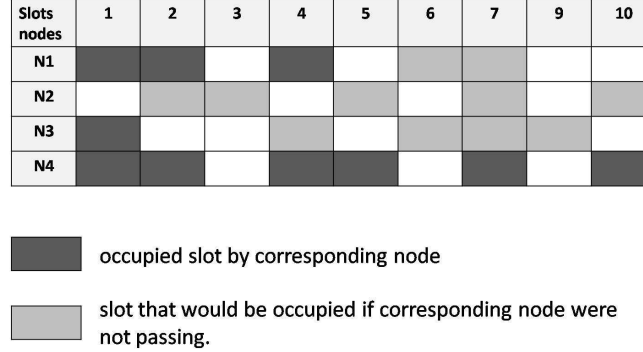 Slots nodes 1 2 3 4 5 6 7 9 10
N1
N2
N3
N4
occupied slot by corresponding node
slot that would be occupied if corresponding node were
not passing.